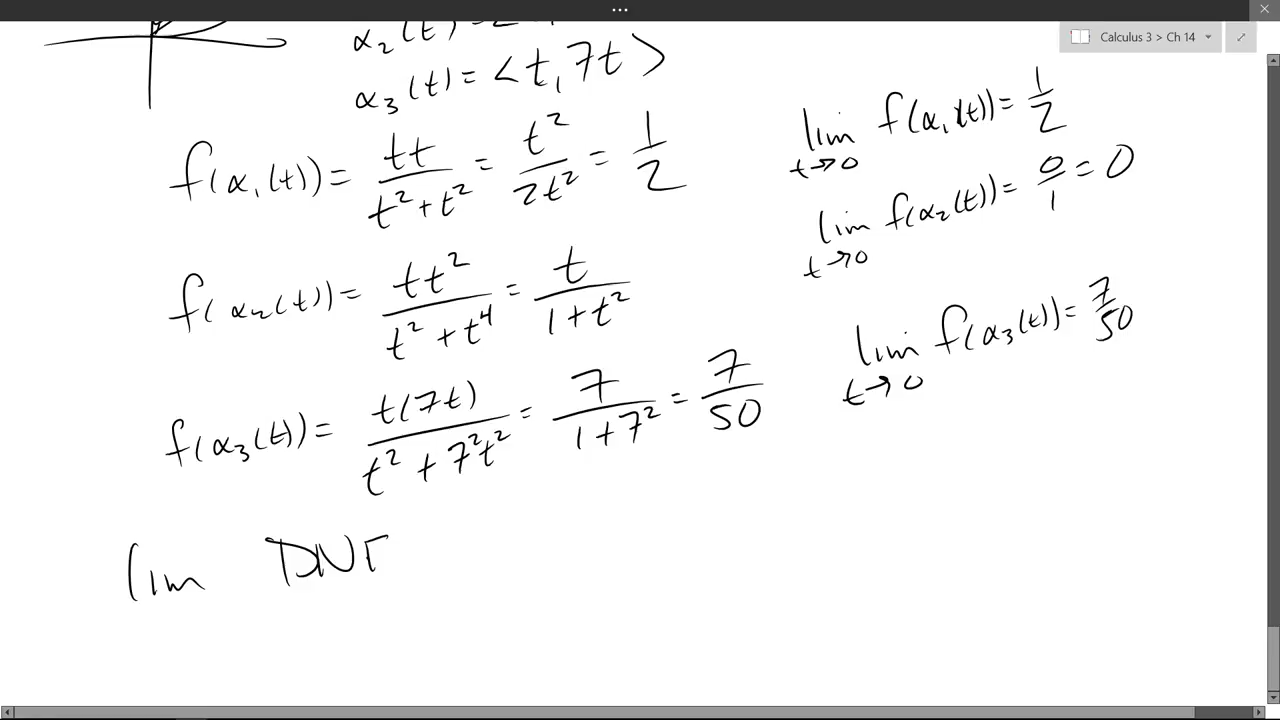 Calculus 3 > Ch 14
α₃(t) = <t, 7t>
f(α₁(t)) = tt/(t² + t²) = t²/2t² = 1/2
lim t→0 f(α₁(t)) = 1/2
f(α₂(t)) = tt²/(t² + t⁴) = t/(1 + t²)
lim t→0 f(α₂(t)) = 0/1 = 0
f(α₃(t)) = t(7t)/(t² + 7²t²) = 7/(1 + 7²) = 7/50
lim t→0 f(α₃(t)) = 7/50
lim DN